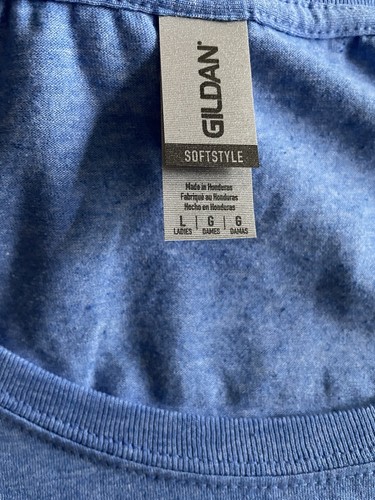 GILDAN®
SOFTSTYLE
Made in Honduras
Fabriqué au Honduras
Hecho en Honduras
L | G | G
LADIES | DAMES | DAMAS